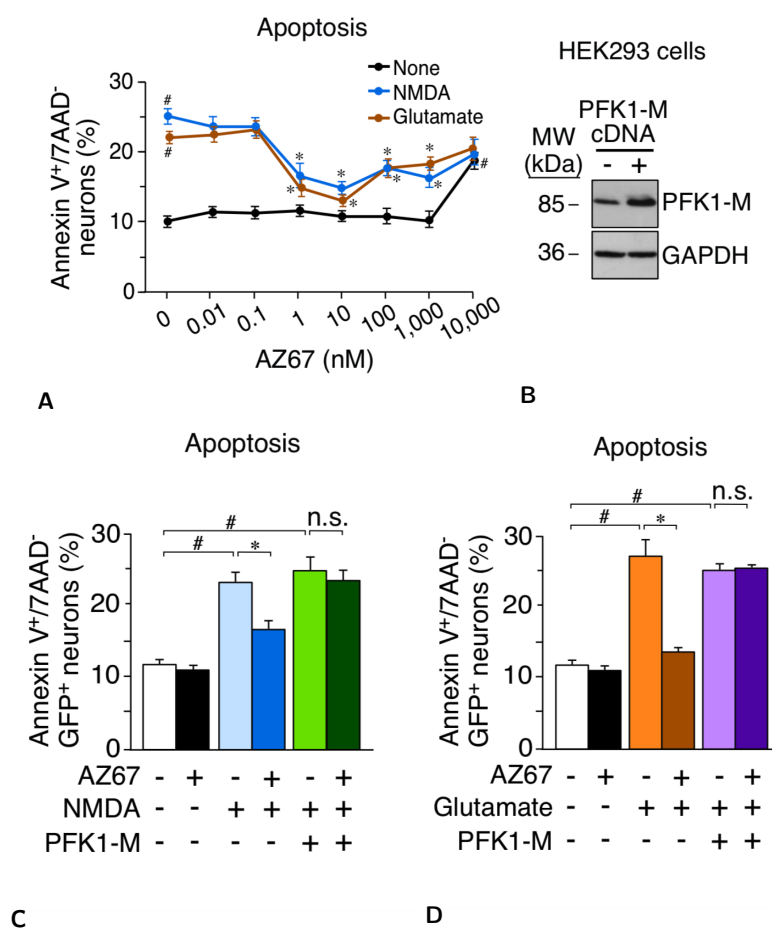 Apoptosis
Annexin V+/7AAD-
neurons (%)
30
20
10
0
None
NMDA
Glutamate
#
#
*
*
*
*
*
*
*
*
#
0
0.01
0.1
1
10
100
1,000
10,000
AZ67 (nM)
A
HEK293 cells
PFK1-M
cDNA
MW
(kDa)
- +
85 – PFK1-M
36 – GAPDH
B
Apoptosis
Annexin V+/7AAD-
GFP+ neurons (%)
30
20
10
0
# n.s.
# *
AZ67 - + - + - +
NMDA - - + + + +
PFK1-M - - - - + +
C
Apoptosis
Annexin V+/7AAD-
GFP+ neurons (%)
30
20
10
0
# n.s.
# *
AZ67 - + - + - +
Glutamate - - + + + +
PFK1-M - - - - + +
D